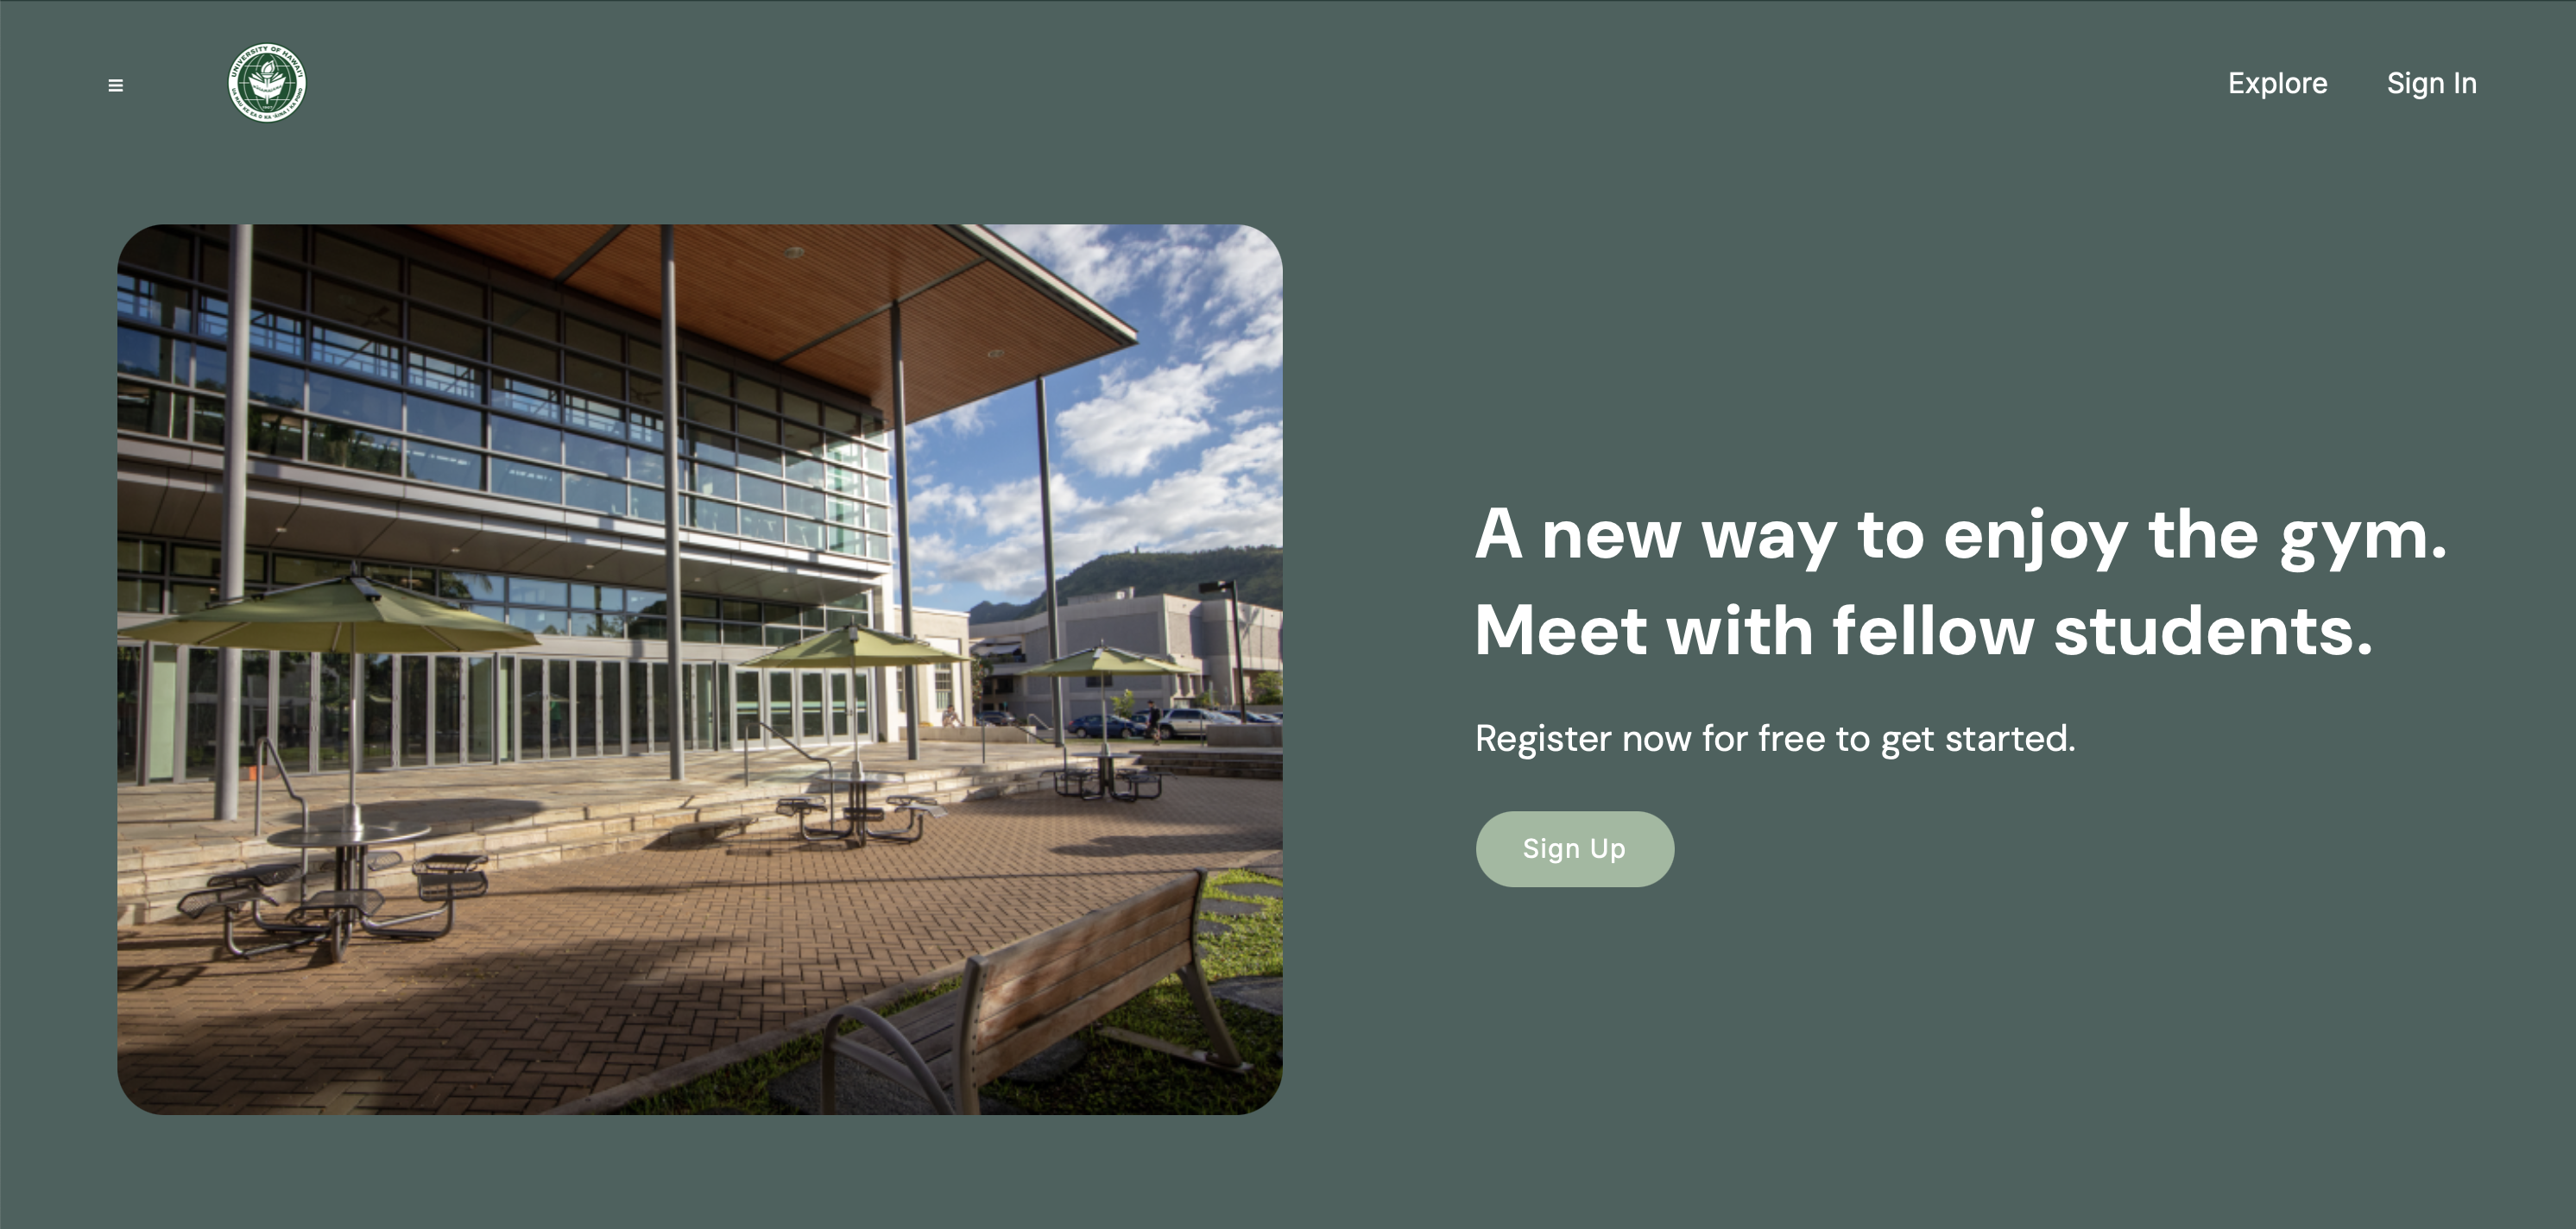 UNIVERSITY OF HAWAI'I
Explore
Sign In
A new way to enjoy the gym.
Meet with fellow students.
Register now for free to get started.
Sign Up